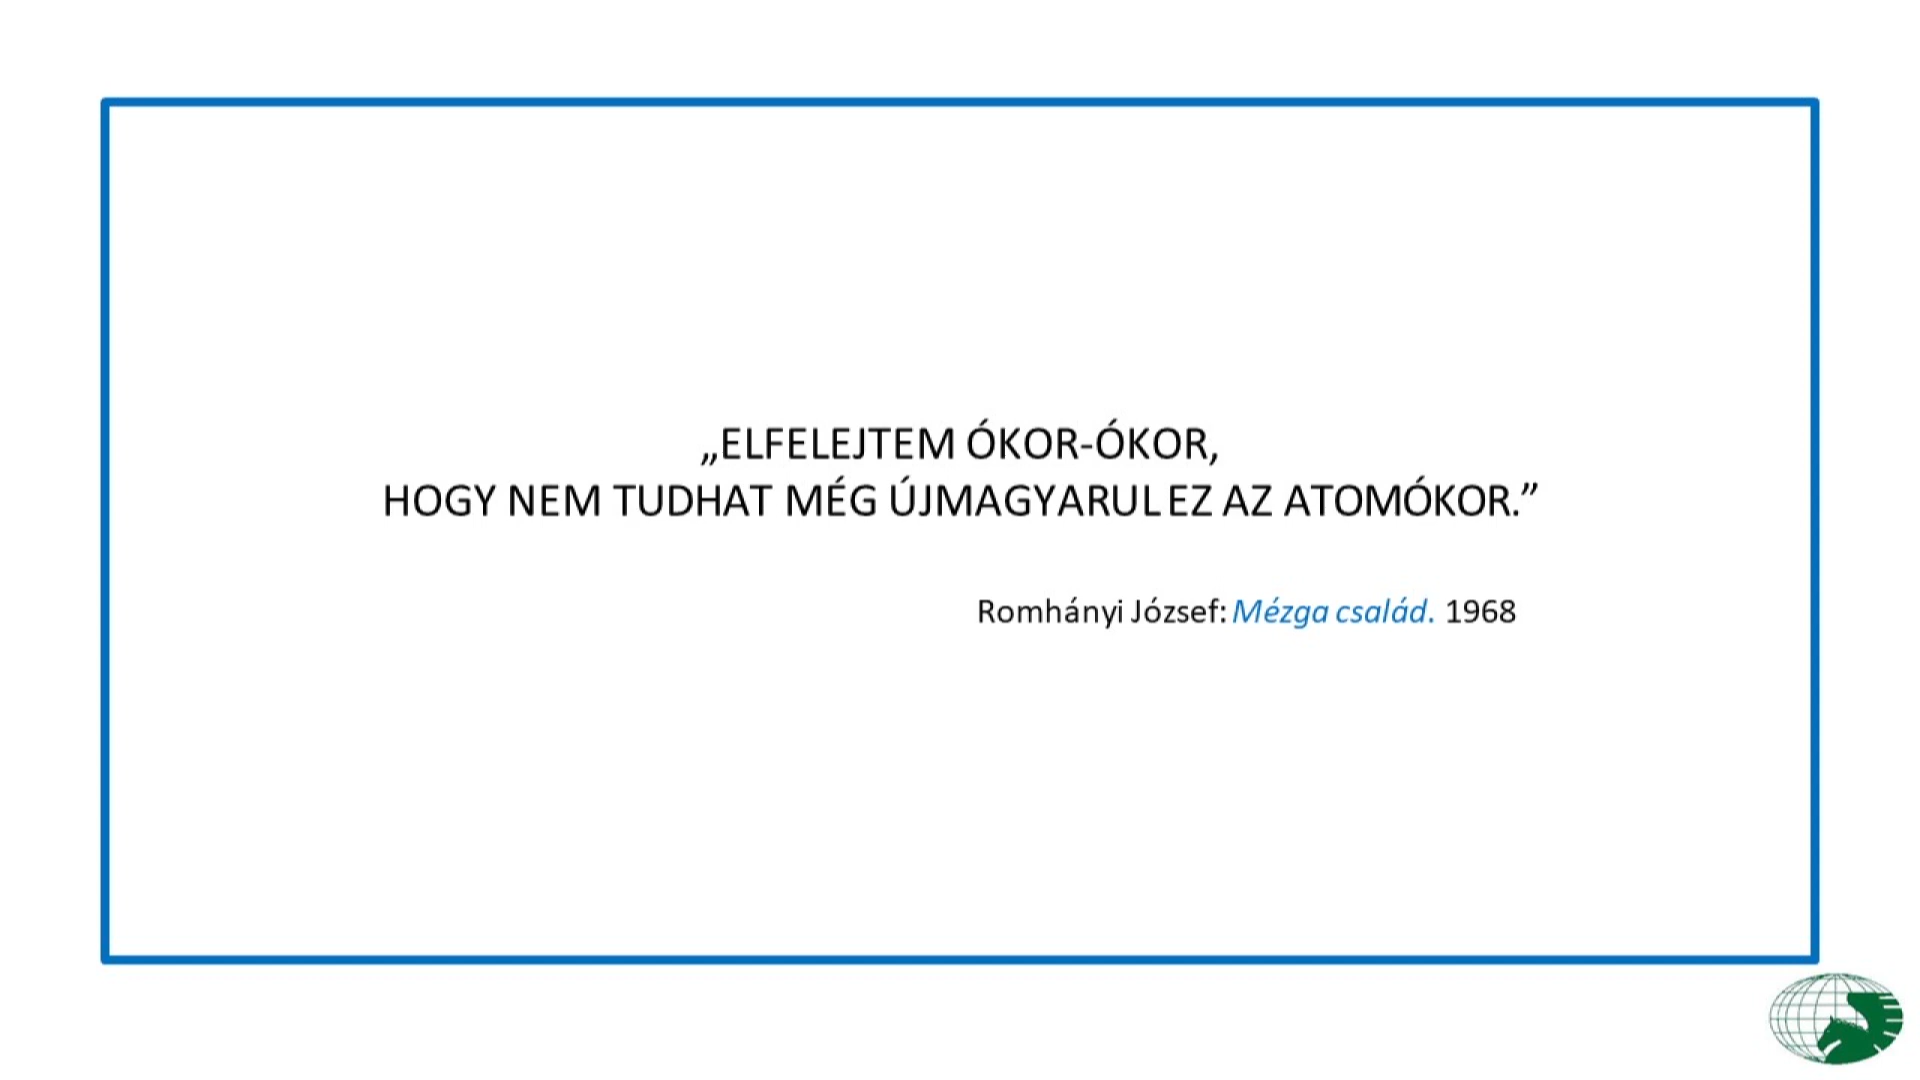 „ELFELEJTEM ÓKOR-ÓKOR,
HOGY NEM TUDHAT MÉG ÚJMAGYARUL EZ AZ ATOMÓKOR.”
Romhányi József: Mézga család. 1968